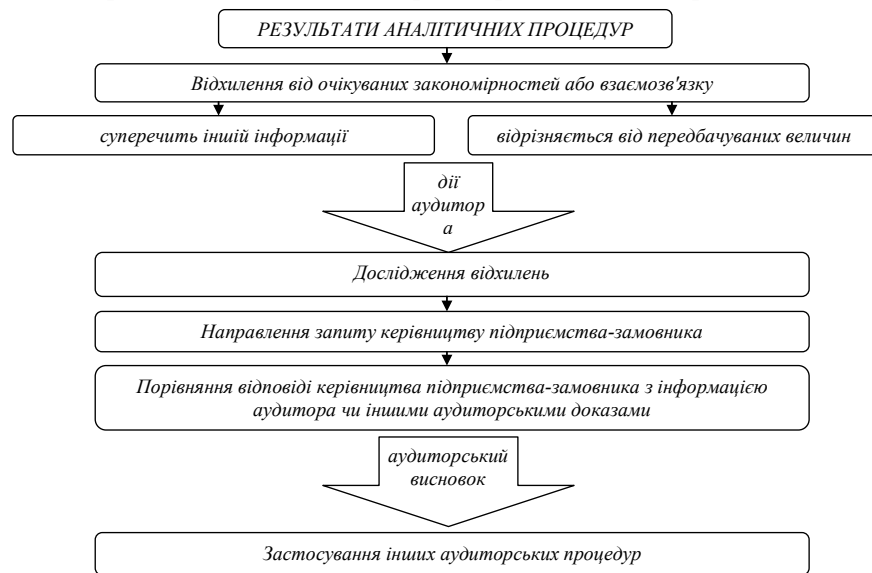 РЕЗУЛЬТАТИ АНАЛІТИЧНИХ ПРОЦЕДУР
Відхилення від очікуваних закономірностей або взаємозв'язку
суперечить іншій інформації
відрізняється від передбачуваних величин
дії
аудитор
а
Дослідження відхилень
Направлення запиту керівництву підприємства-замовника
Порівняння відповіді керівництва підприємства-замовника з інформацією
аудитора чи іншими аудиторськими доказами
аудиторський
висновок
Застосування інших аудиторських процедур